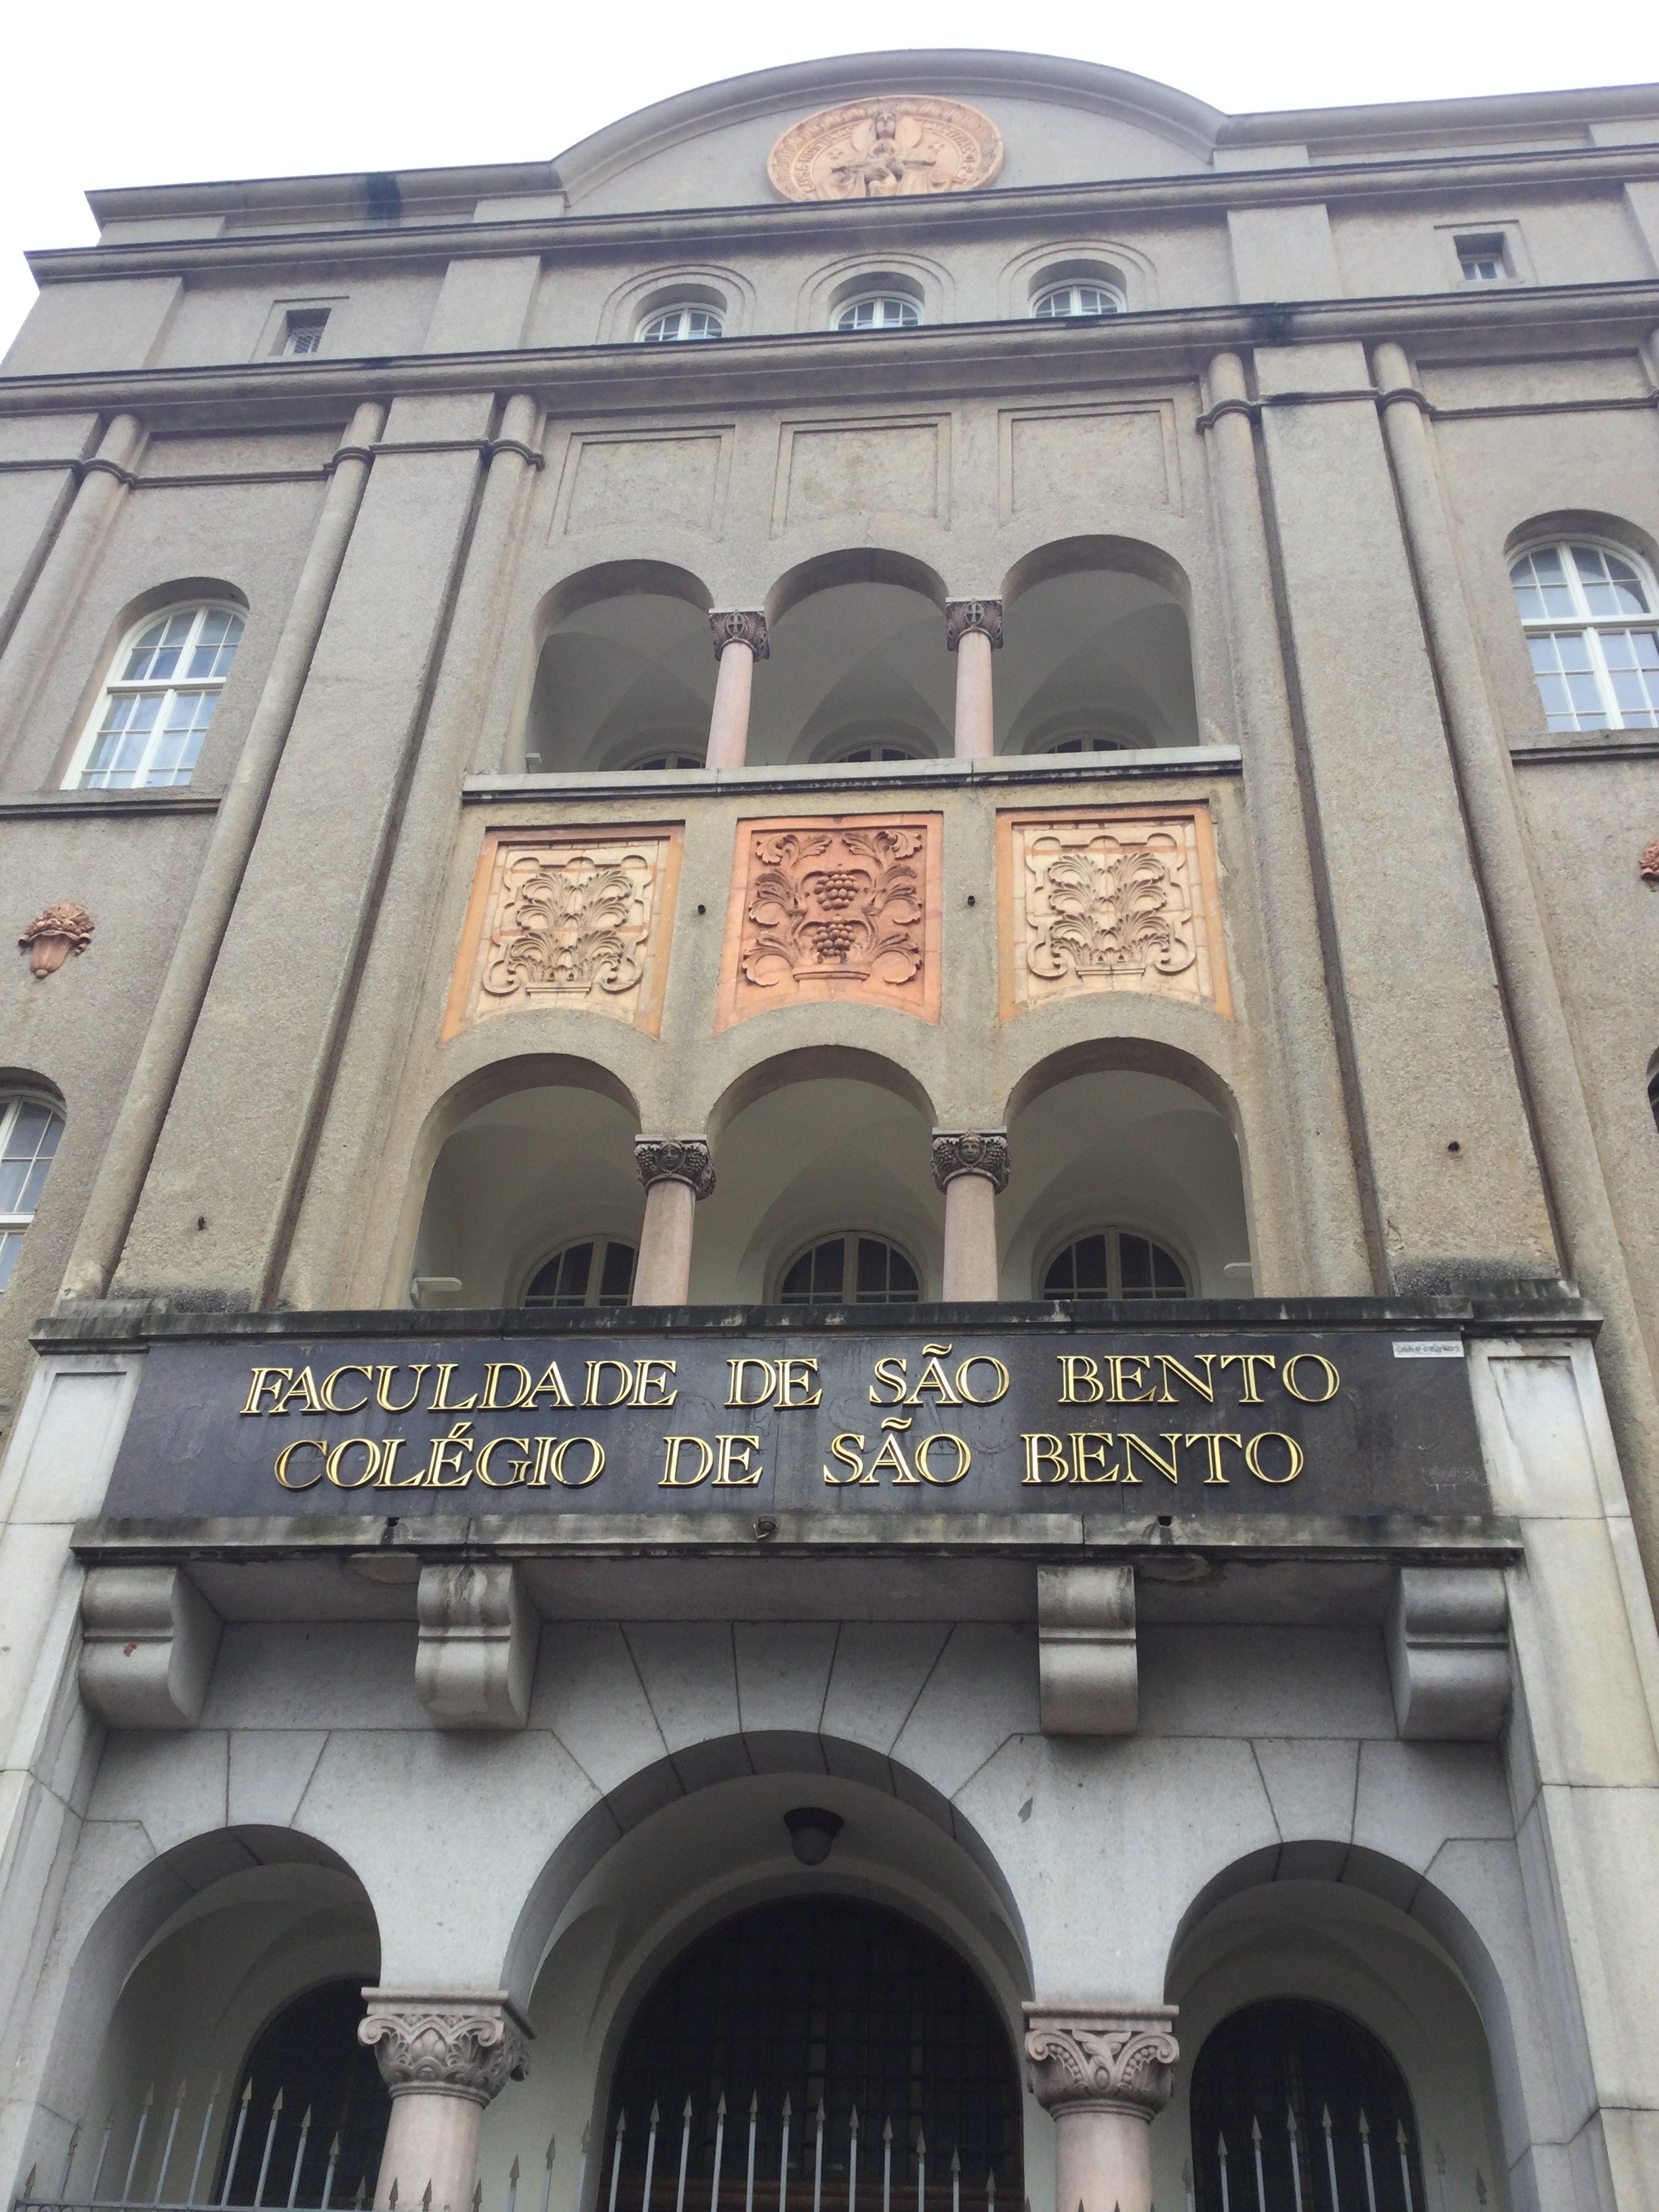 FACULDADE DE SÃO BENTO
COLÉGIO DE SÃO BENTO